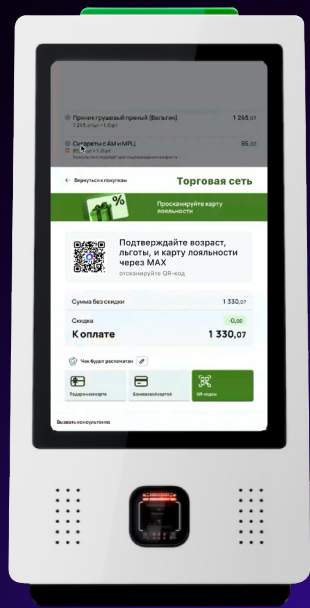 Пряник грушевый пряный (Бельгия) 1 245,07
Сигареты с АМ и МРЦ 85,00
← Вернуться к покупкам
Торговая сеть
%
Просканируйте карту
лояльности
Подтверждайте возраст,
льготы, и карту лояльности
через MAX
отсканируйте QR-код
Сумма без скидки 1 330,07
Скидка -0,00
К оплате 1 330,07
Чек будет распечатан
Подарочная карта
Банковской картой
QR-кодом
Вызвать консультанта